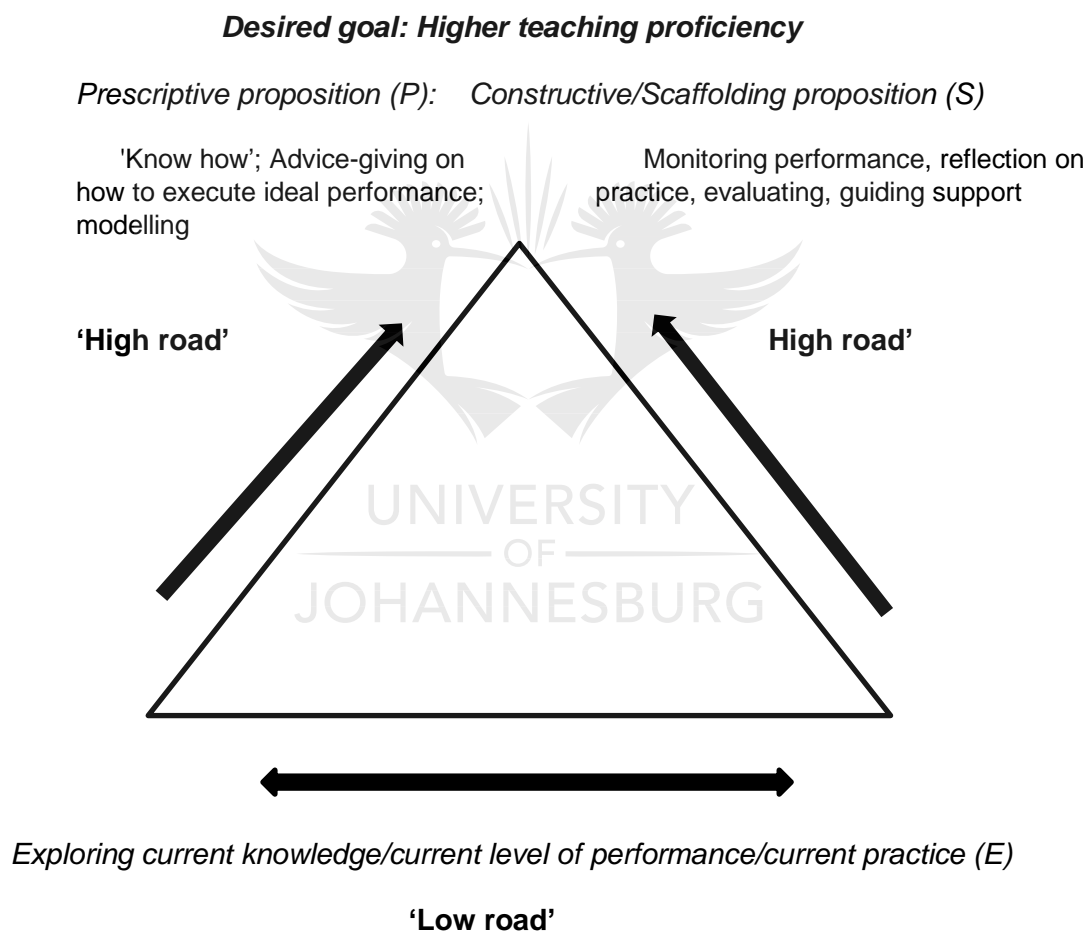 Desired goal: Higher teaching proficiency
Prescriptive proposition (P): Constructive/Scaffolding proposition (S)
'Know how’; Advice-giving on
how to execute ideal performance;
modelling
Monitoring performance, reflection on
practice, evaluating, guiding support
‘High road’
High road’
UNIVERSITY
OF
JOHANNESBURG
Exploring current knowledge/current level of performance/current practice (E)
‘Low road’